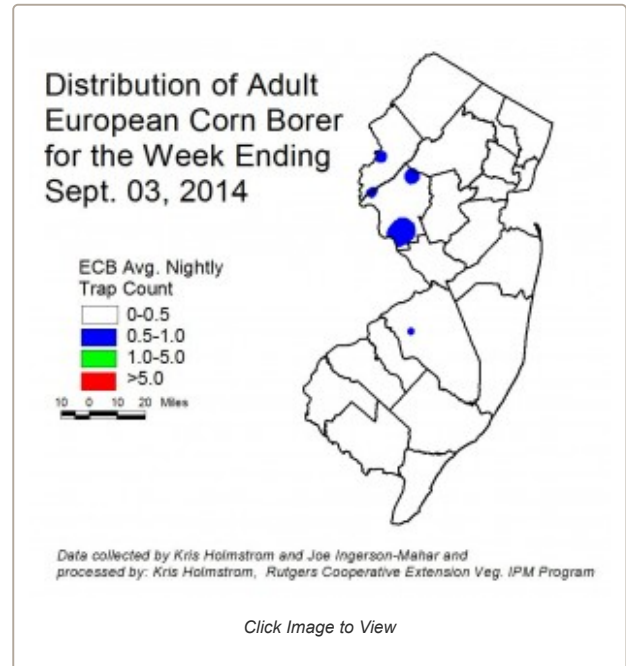 Distribution of Adult
European Corn Borer
for the Week Ending
Sept. 03, 2014
ECB Avg. Nightly
Trap Count
0-0.5
0.5-1.0
1.0-5.0
>5.0
10 0 10 20 Miles
Data collected by Kris Holmstrom and Joe Ingerson-Mahar and
processed by: Kris Holmstrom, Rutgers Cooperative Extension Veg. IPM Program
Click Image to View